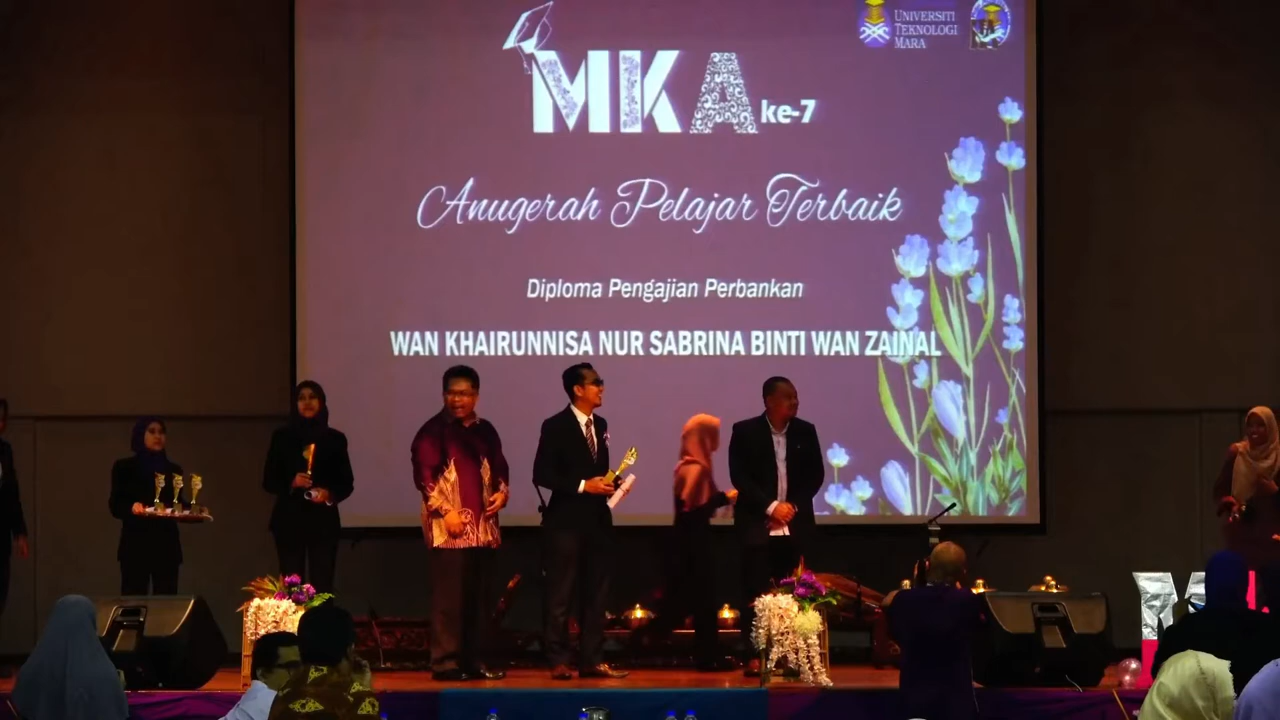 UNIVERSITI
TEKNOLOGI
MARA
MKA ke-7
Anugerah Pelajar Terbaik
Diploma Pengajian Perbankan
WAN KHAIRUNNISA NUR SABRINA BINTI WAN ZAINAL